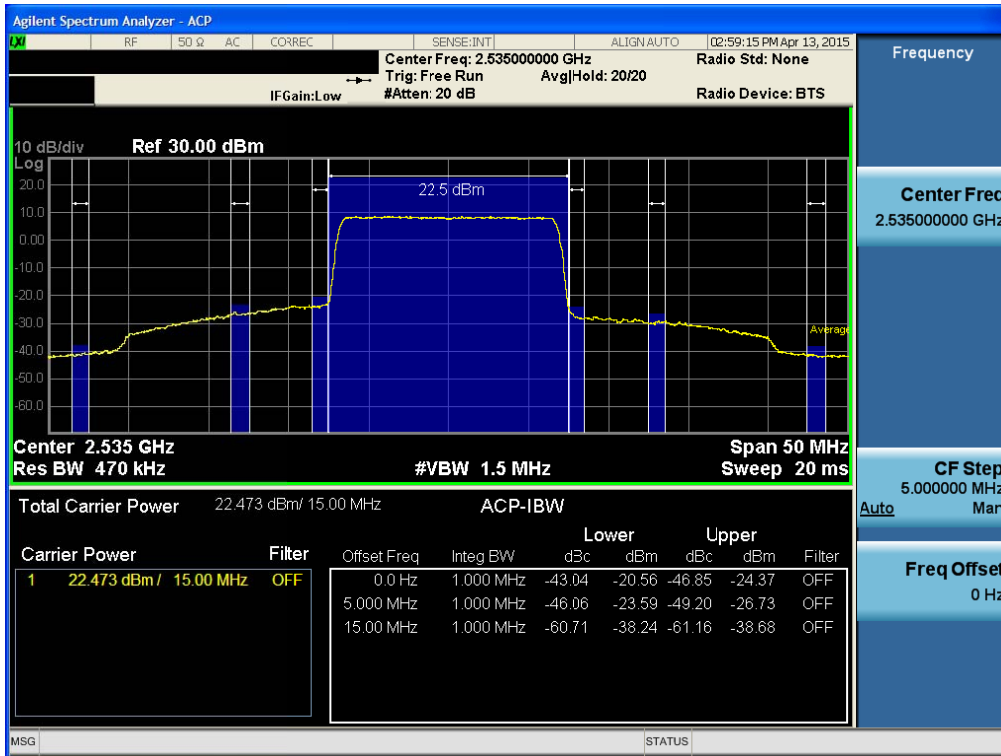 Agilent Spectrum Analyzer - ACP
LXI RF 50 Ω AC CORREC SENSE:INT ALIGN AUTO 02:59:15 PM Apr 13, 2015
Center Freq: 2.535000000 GHz Radio Std: None
Trig: Free Run Avg|Hold: 20/20
IFGain:Low #Atten: 20 dB Radio Device: BTS
10 dB/div Ref 30.00 dBm
Log
20.0
10.0
0.00
-10.0
-20.0
-30.0
-40.0
-50.0
-60.0
22.5 dBm
Average
Center 2.535 GHz Span 50 MHz
Res BW 470 kHz #VBW 1.5 MHz Sweep 20 ms
Total Carrier Power 22.473 dBm/ 15.00 MHz ACP-IBW
Lower Upper
Carrier Power Filter Offset Freq Integ BW dBc dBm dBc dBm Filter
1 22.473 dBm / 15.00 MHz OFF 0.0 Hz 1.000 MHz -43.04 -20.56 -46.85 -24.37 OFF
5.000 MHz 1.000 MHz -46.06 -23.59 -49.20 -26.73 OFF
15.00 MHz 1.000 MHz -60.71 -38.24 -61.16 -38.68 OFF
MSG STATUS
Frequency
Center Freq
2.535000000 GHz
CF Step
5.000000 MHz
Auto Man
Freq Offset
0 Hz